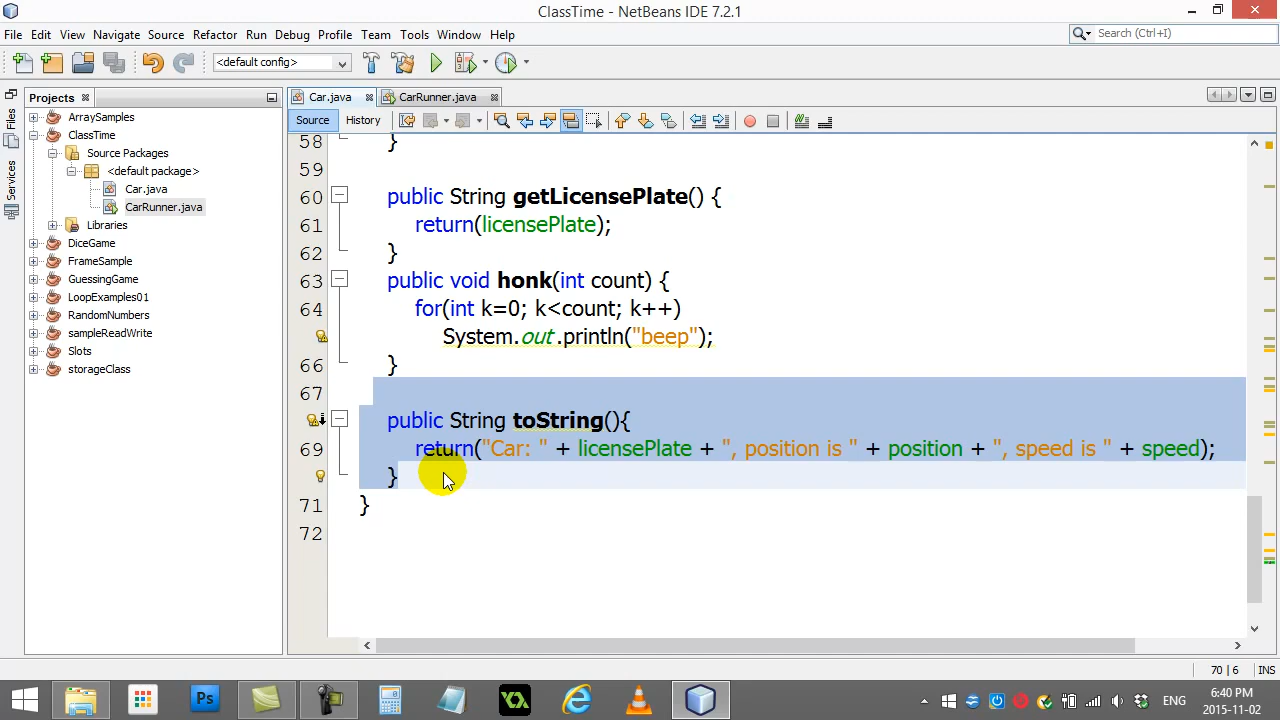 ClassTime - NetBeans IDE 7.2.1
File Edit View Navigate Source Refactor Run Debug Profile Team Tools Window Help
Search (Ctrl+I)
<default config>
Files
Services
Projects
ArraySamples
ClassTime
Source Packages
<default package>
Car.java
CarRunner.java
Libraries
DiceGame
FrameSample
GuessingGame
LoopExamples01
RandomNumbers
sampleReadWrite
Slots
storageClass
Car.java CarRunner.java
Source History
58 }
59
60 public String getLicensePlate() {
61 return(licensePlate);
62 }
63 public void honk(int count) {
64 for(int k=0; k<count; k++)
System.out.println("beep");
66 }
67
public String toString(){
69 return("Car: " + licensePlate + ", position is " + position + ", speed is " + speed);
}
71 }
72
70 | 6 INS
Ps
ENG
6:40 PM
2015-11-02